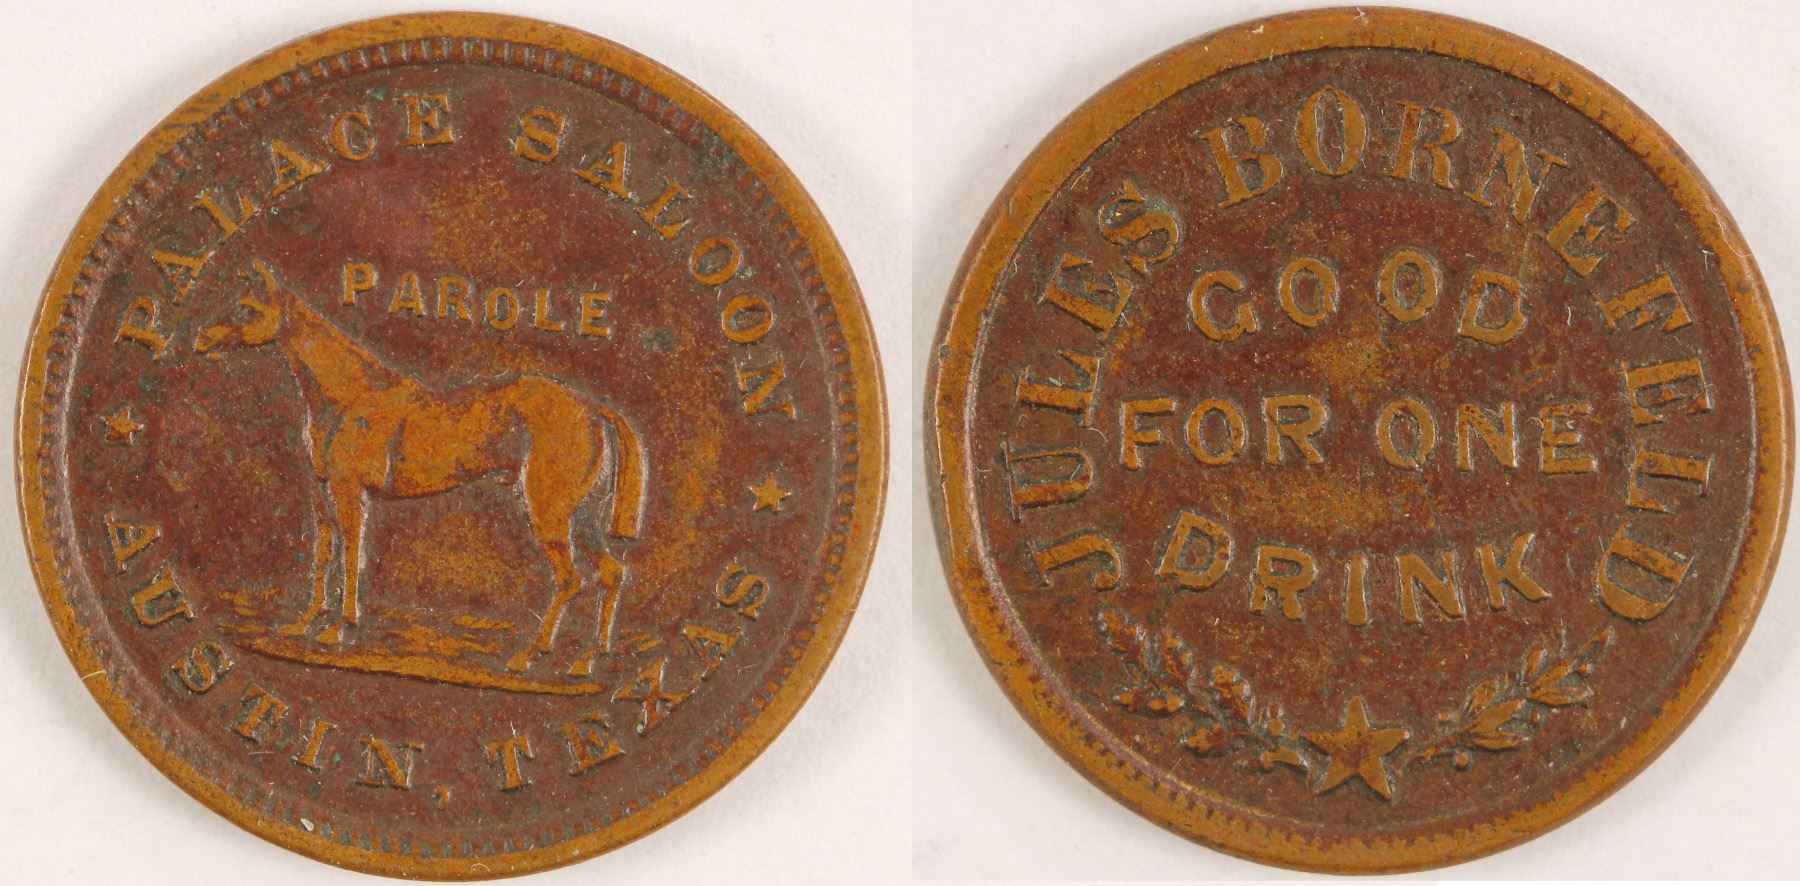 PALACE SALOON
PAROLE
AUSTIN, TEXAS
JULES BORNEFELD
GOOD
FOR ONE
DRINK